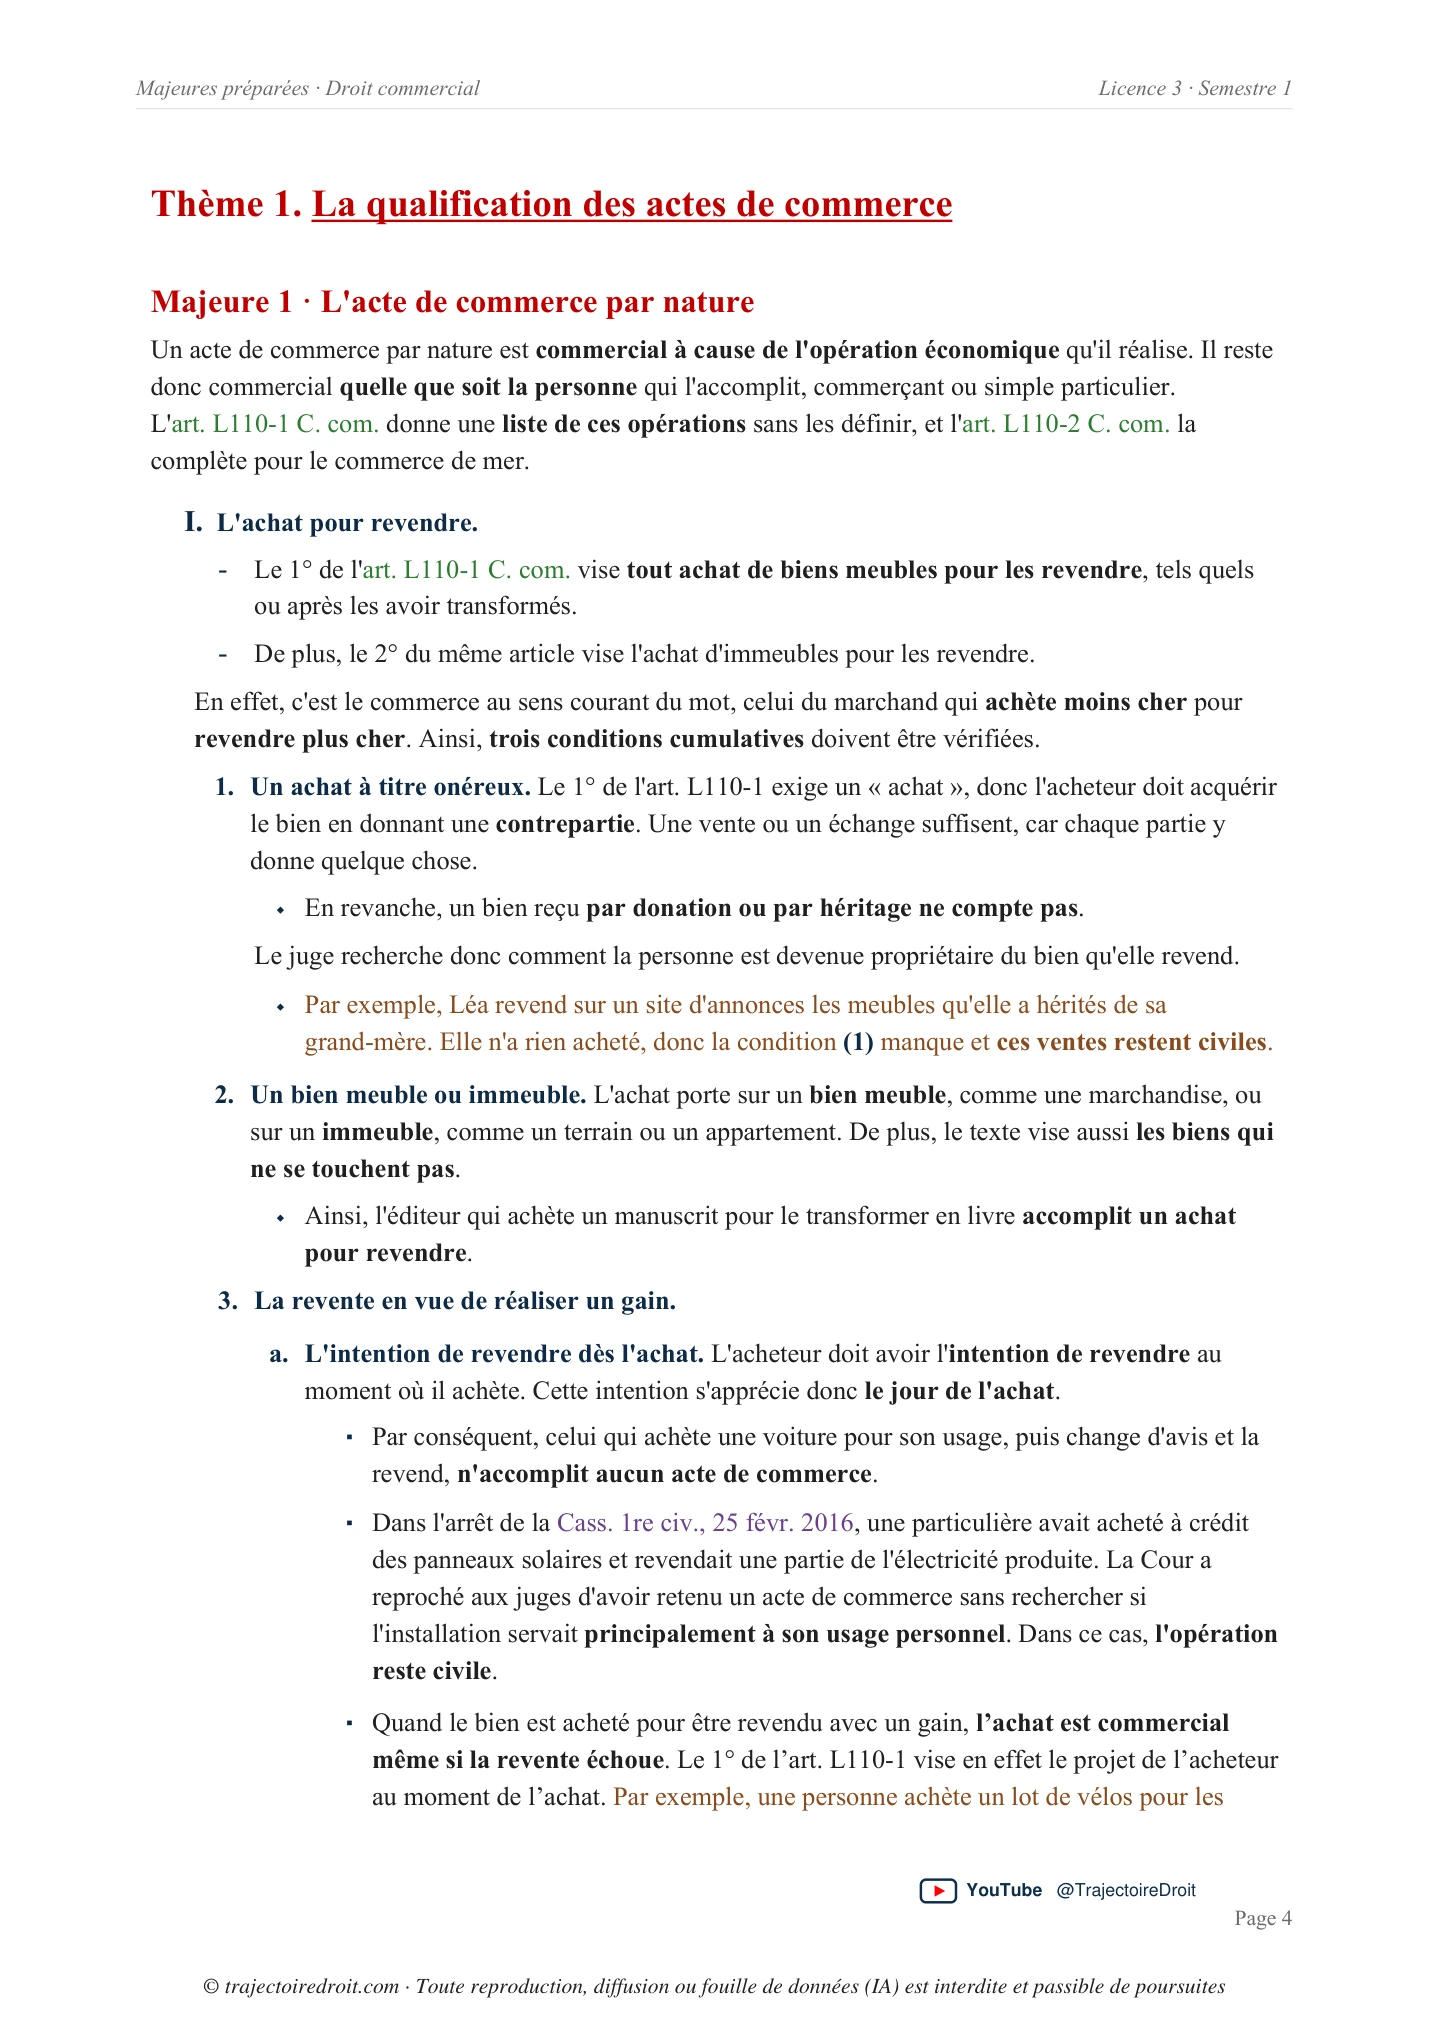 Majeures préparées · Droit commercial
Licence 3 · Semestre 1
Thème 1. La qualification des actes de commerce
Majeure 1 · L'acte de commerce par nature
Un acte de commerce par nature est commercial à cause de l'opération économique qu'il réalise. Il reste
donc commercial quelle que soit la personne qui l'accomplit, commerçant ou simple particulier.
L'art. L110-1 C. com. donne une liste de ces opérations sans les définir, et l'art. L110-2 C. com. la
complète pour le commerce de mer.
I. L'achat pour revendre.
- Le 1° de l'art. L110-1 C. com. vise tout achat de biens meubles pour les revendre, tels quels
ou après les avoir transformés.
- De plus, le 2° du même article vise l'achat d'immeubles pour les revendre.
En effet, c'est le commerce au sens courant du mot, celui du marchand qui achète moins cher pour
revendre plus cher. Ainsi, trois conditions cumulatives doivent être vérifiées.
1. Un achat à titre onéreux. Le 1° de l'art. L110-1 exige un « achat », donc l'acheteur doit acquérir
le bien en donnant une contrepartie. Une vente ou un échange suffisent, car chaque partie y
donne quelque chose.
⬩ En revanche, un bien reçu par donation ou par héritage ne compte pas.
Le juge recherche donc comment la personne est devenue propriétaire du bien qu'elle revend.
⬩ Par exemple, Léa revend sur un site d'annonces les meubles qu'elle a hérités de sa
grand-mère. Elle n'a rien acheté, donc la condition (1) manque et ces ventes restent civiles.
2. Un bien meuble ou immeuble. L'achat porte sur un bien meuble, comme une marchandise, ou
sur un immeuble, comme un terrain ou un appartement. De plus, le texte vise aussi les biens qui
ne se touchent pas.
⬩ Ainsi, l'éditeur qui achète un manuscrit pour le transformer en livre accomplit un achat
pour revendre.
3. La revente en vue de réaliser un gain.
a. L'intention de revendre dès l'achat. L'acheteur doit avoir l'intention de revendre au
moment où il achète. Cette intention s'apprécie donc le jour de l'achat.
▪ Par conséquent, celui qui achète une voiture pour son usage, puis change d'avis et la
revend, n'accomplit aucun acte de commerce.
▪ Dans l'arrêt de la Cass. 1re civ., 25 févr. 2016, une particulière avait acheté à crédit
des panneaux solaires et revendait une partie de l'électricité produite. La Cour a
reproché aux juges d'avoir retenu un acte de commerce sans rechercher si
l'installation servait principalement à son usage personnel. Dans ce cas, l'opération
reste civile.
▪ Quand le bien est acheté pour être revendu avec un gain, l’achat est commercial
même si la revente échoue. Le 1° de l’art. L110-1 vise en effet le projet de l’acheteur
au moment de l’achat. Par exemple, une personne achète un lot de vélos pour les
YouTube @TrajectoireDroit
Page 4
© trajectoiredroit.com · Toute reproduction, diffusion ou fouille de données (IA) est interdite et passible de poursuites